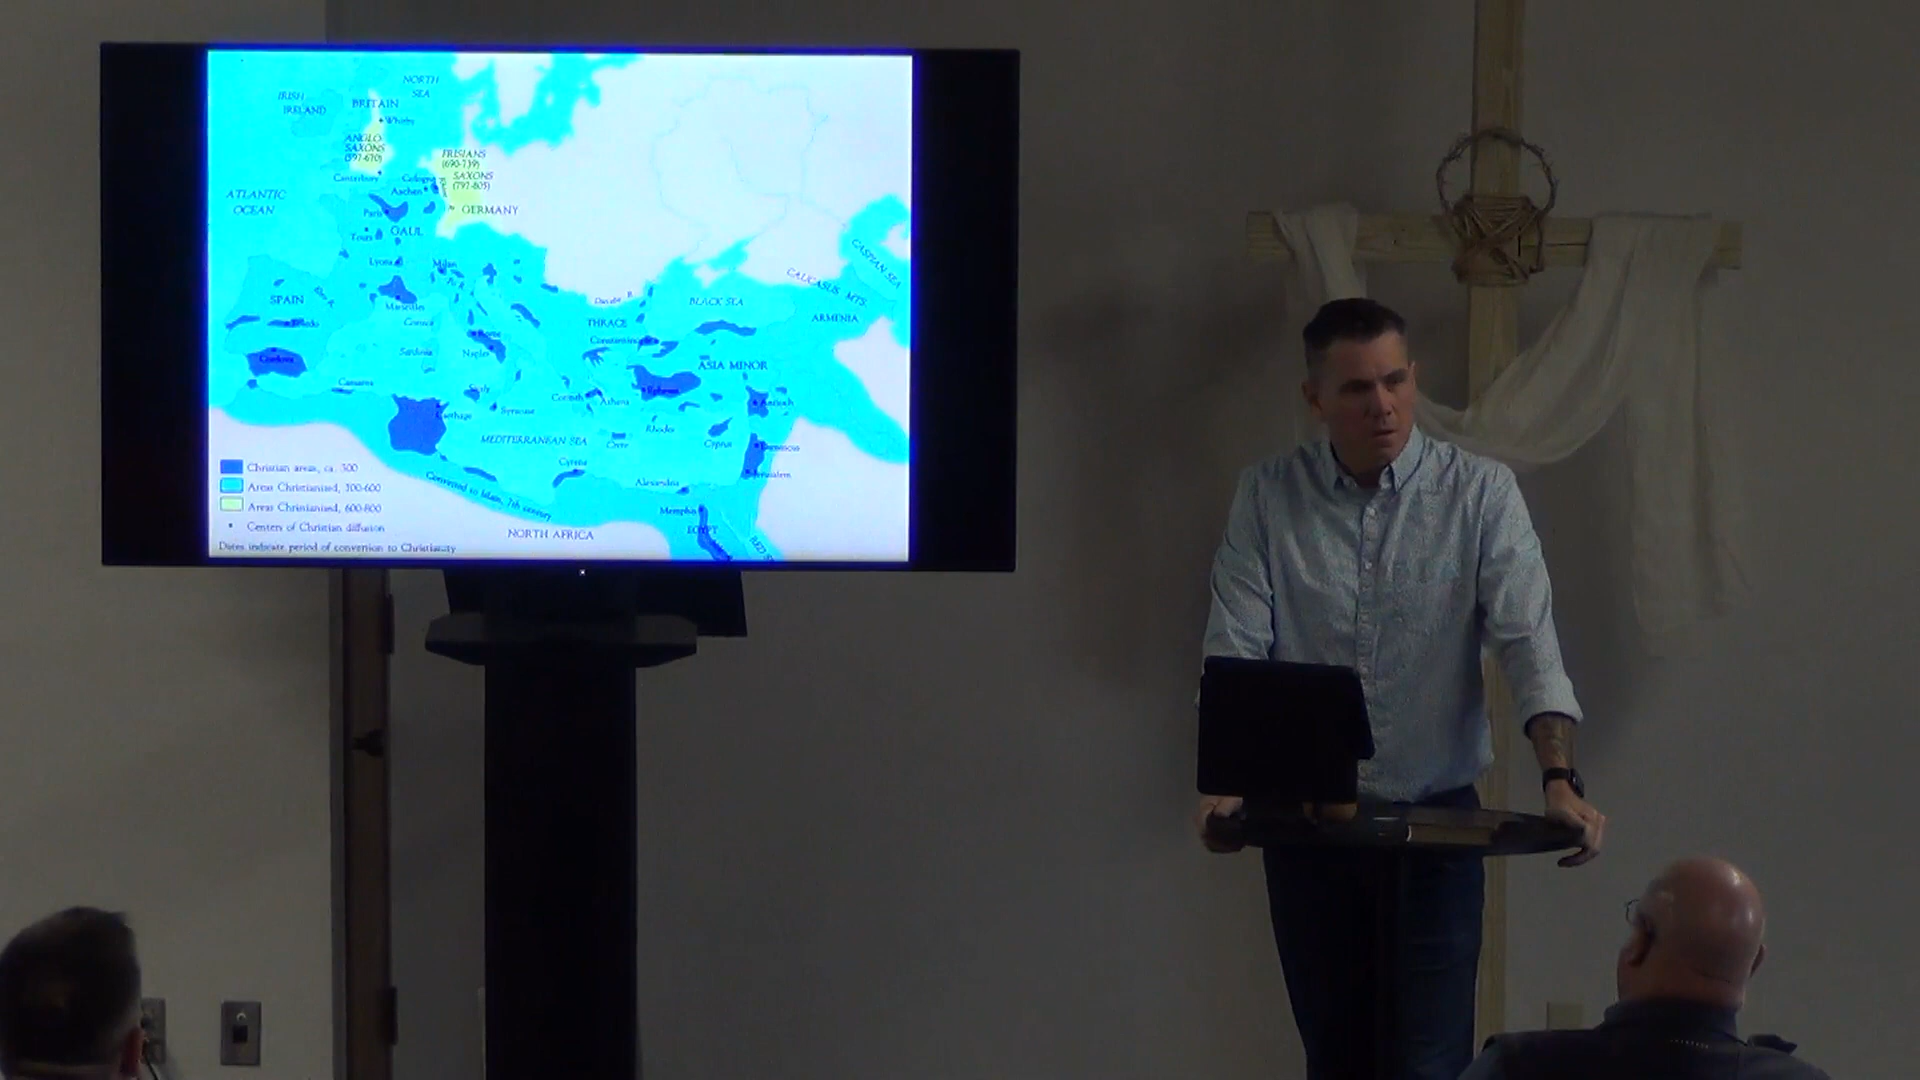 NORTH
SEA
IRISH
IRELAND
BRITAIN
Whitby
ANGLO
SAXONS
(597-670)
FRISIANS
(690-739)
SAXONS
(797-805)
Canterbury
Cologne
Aachen
ATLANTIC
OCEAN
GERMANY
Paris
Tours
GAUL
Lyons
Milan
Po R.
CASPIAN SEA
CAUCASUS MTS.
SPAIN
Marseilles
Danube R.
BLACK SEA
ARMENIA
Toledo
Corsica
THRACE
Rome
Constantinople
Cordova
Sardinia
Naples
ASIA MINOR
Sicily
Ephesus
Corinth
Athens
Antioch
Carthage
Syracuse
Rhodes
MEDITERRANEAN SEA
Crete
Cyprus
Damascus
Cyrene
Jerusalem
Christian areas, ca. 300
Converted to Islam, 7th century
Alexandria
Areas Christianized, 300-600
Memphis
Areas Christianized, 600-800
EGYPT
Centers of Christian diffusion
NORTH AFRICA
RED
Dates indicate period of conversion to Christianity